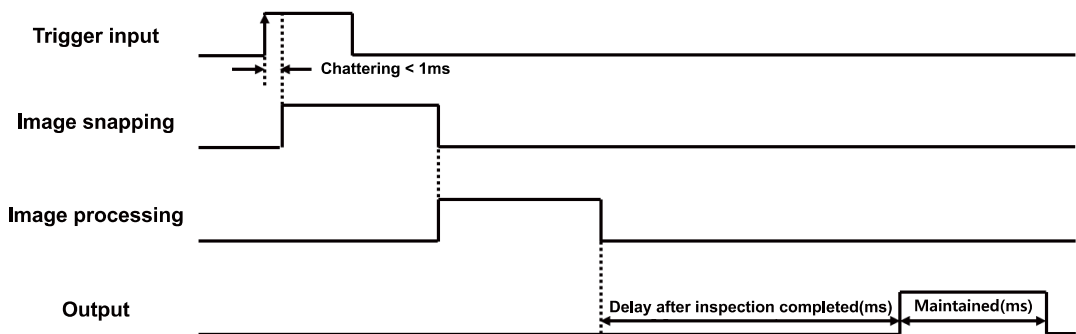 Trigger input
Chattering < 1ms
Image snapping
Image processing
Output
Delay after inspection completed(ms)
Maintained(ms)